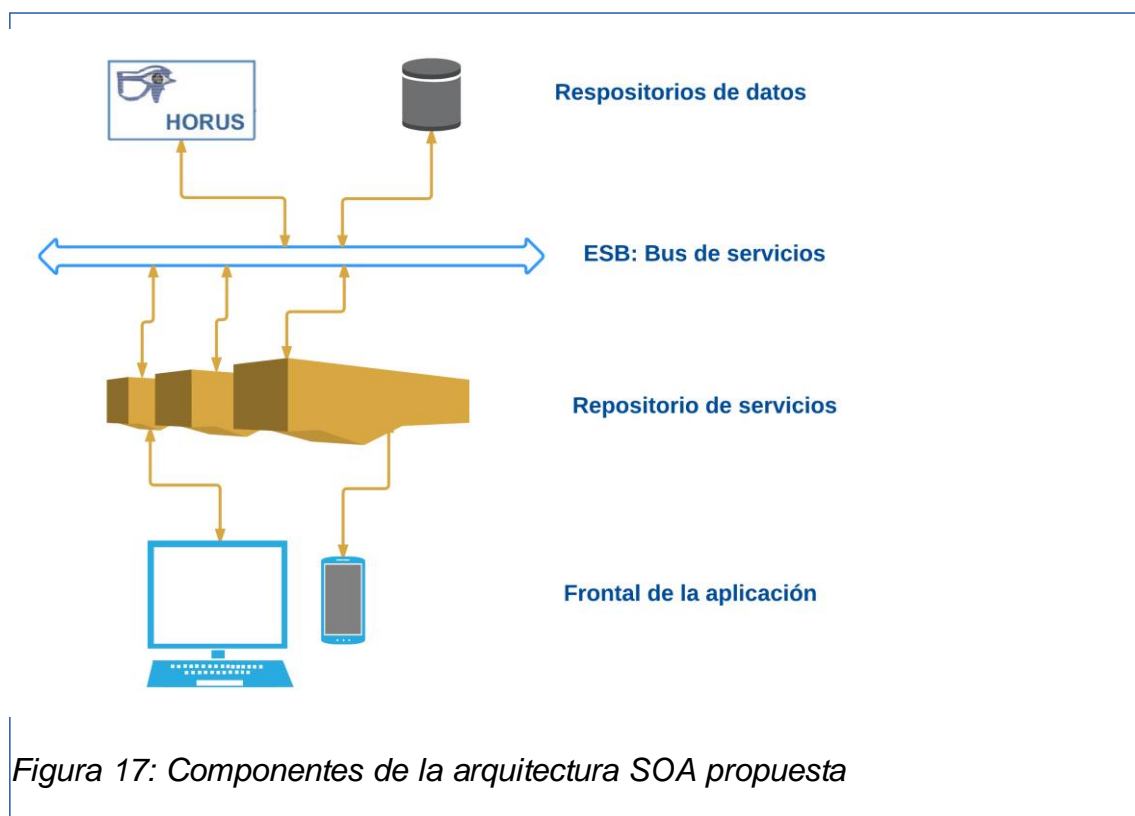 HORUS
Respositorios de datos
ESB: Bus de servicios
Repositorio de servicios
Frontal de la aplicación
Figura 17: Componentes de la arquitectura SOA propuesta